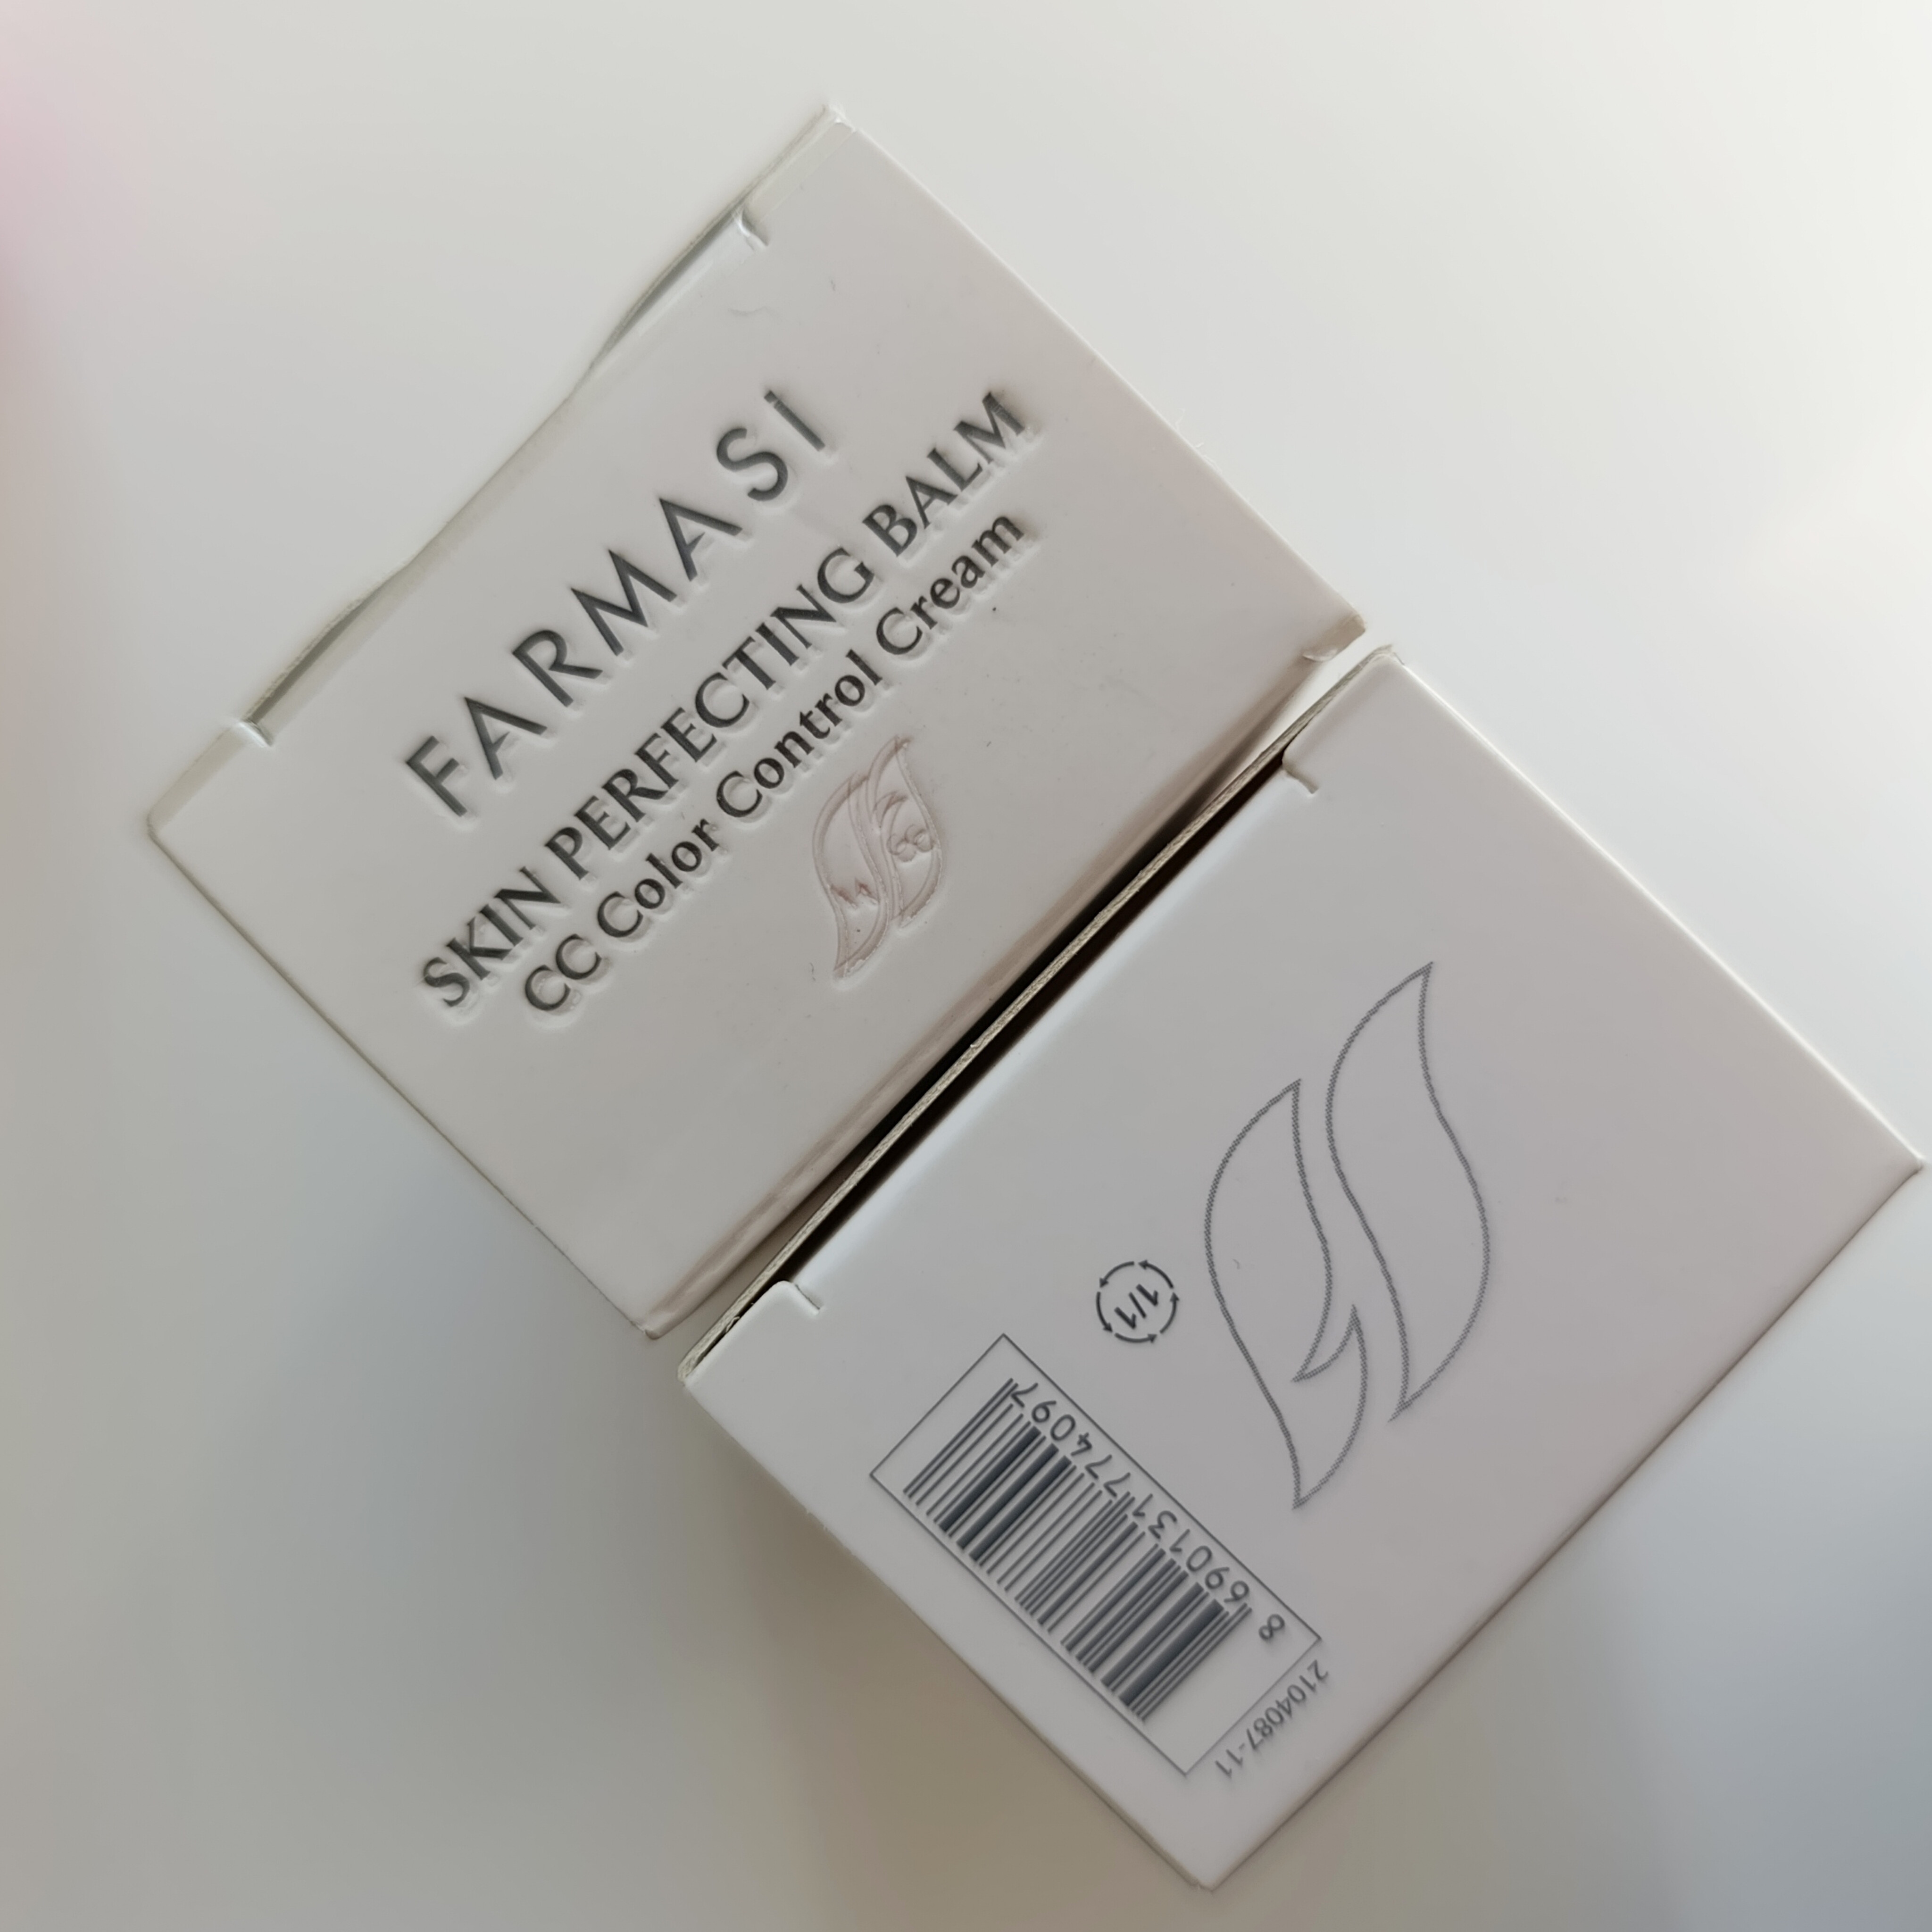 FARMASİ
SKIN PERFECTING BALM
CC Color Control Cream
1/1
8 690131 774097
2104087-11